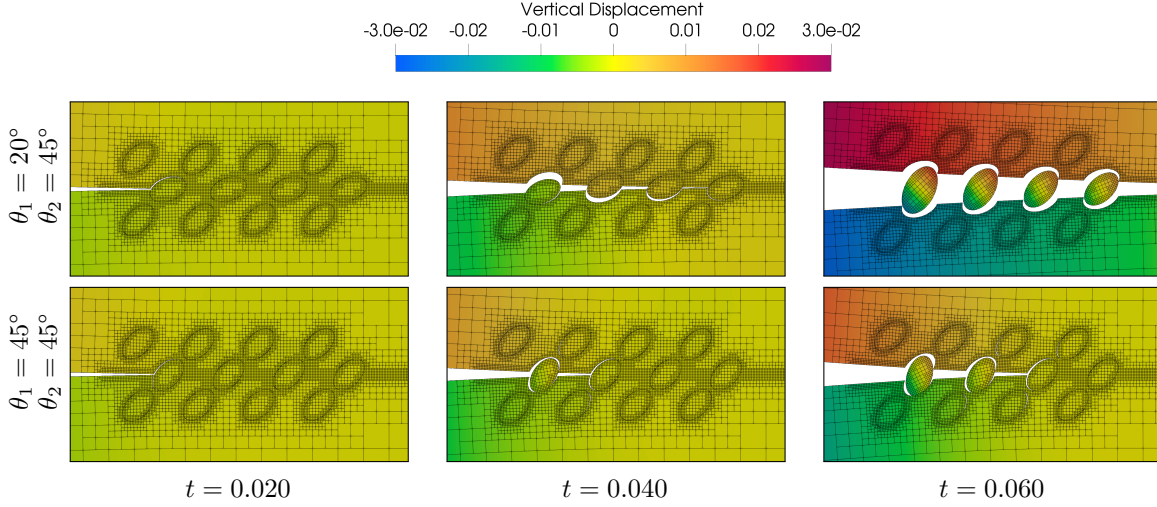 Vertical Displacement
-3.0e-02 -0.02 -0.01 0 0.01 0.02 3.0e-02
θ₁ = 20°
θ₂ = 45°
θ₁ = 45°
θ₂ = 45°
t = 0.020 t = 0.040 t = 0.060